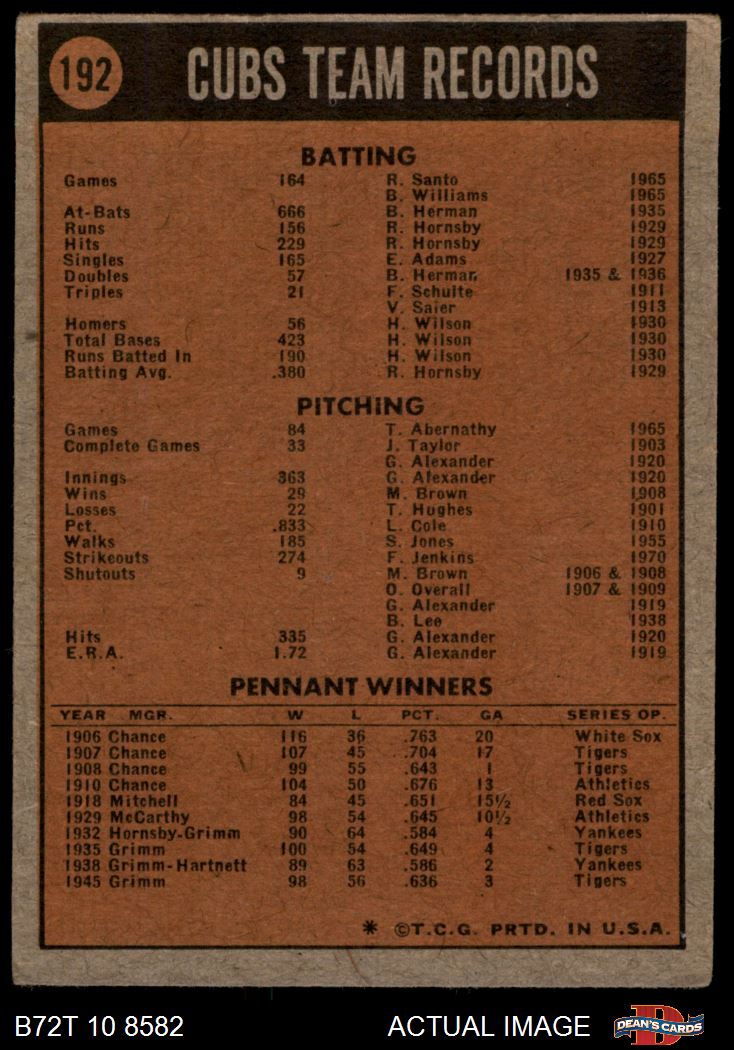 192 CUBS TEAM RECORDS
BATTING
Games 164 R. Santo 1965
B. Williams 1965
At-Bats 666 B. Herman 1935
Runs 156 R. Hornsby 1929
Hits 229 R. Hornsby 1929
Singles 165 E. Adams 1927
Doubles 57 B. Herman 1935 & 1936
Triples 21 F. Schulte 1911
V. Saier 1913
Homers 56 H. Wilson 1930
Total Bases 423 H. Wilson 1930
Runs Batted In 190 H. Wilson 1930
Batting Avg. .380 R. Hornsby 1929
PITCHING
Games 84 T. Abernathy 1965
Complete Games 33 J. Taylor 1903
G. Alexander 1920
Innings 363 G. Alexander 1920
Wins 29 M. Brown 1908
Losses 22 T. Hughes 1901
Pct. .833 L. Cole 1910
Walks 185 S. Jones 1955
Strikeouts 274 F. Jenkins 1970
Shutouts 9 M. Brown 1906 & 1908
O. Overall 1907 & 1909
G. Alexander 1919
B. Lee 1938
Hits 335 G. Alexander 1920
E.R.A. 1.72 G. Alexander 1919
PENNANT WINNERS
YEAR MGR. W L PCT. GA SERIES OP.
1906 Chance 116 36 .763 20 White Sox
1907 Chance 107 45 .704 17 Tigers
1908 Chance 99 55 .643 1 Tigers
1910 Chance 104 50 .676 13 Athletics
1918 Mitchell 84 45 .651 15½ Red Sox
1929 McCarthy 98 54 .645 10½ Athletics
1932 Hornsby-Grimm 90 64 .584 4 Yankees
1935 Grimm 100 54 .649 4 Tigers
1938 Grimm-Hartnett 89 63 .586 2 Yankees
1945 Grimm 98 56 .636 3 Tigers
* ©T.C.G. PRTD. IN U.S.A.
B72T 10 8582 ACTUAL IMAGE D DEAN'S CARDS